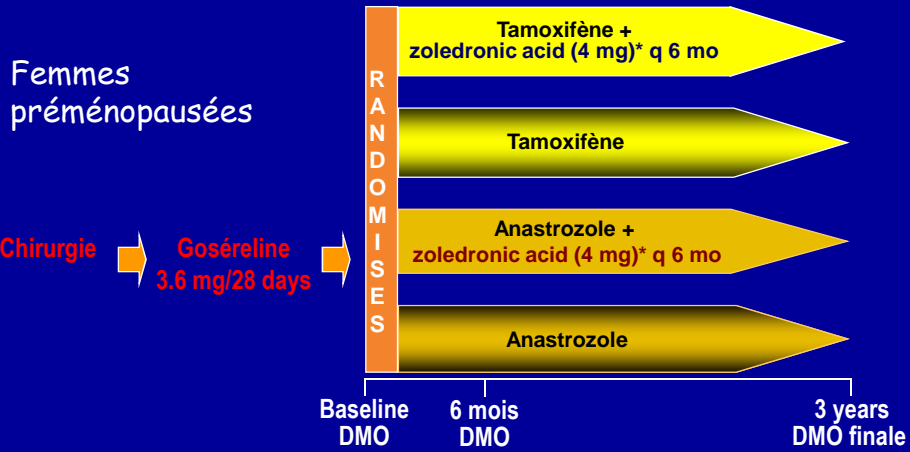 Femmes
préménopausées
Chirurgie
Goséreline
3.6 mg/28 days
RANDOMISES
Tamoxifène +
zoledronic acid (4 mg)* q 6 mo
Tamoxifène
Anastrozole +
zoledronic acid (4 mg)* q 6 mo
Anastrozole
Baseline
DMO
6 mois
DMO
3 years
DMO finale